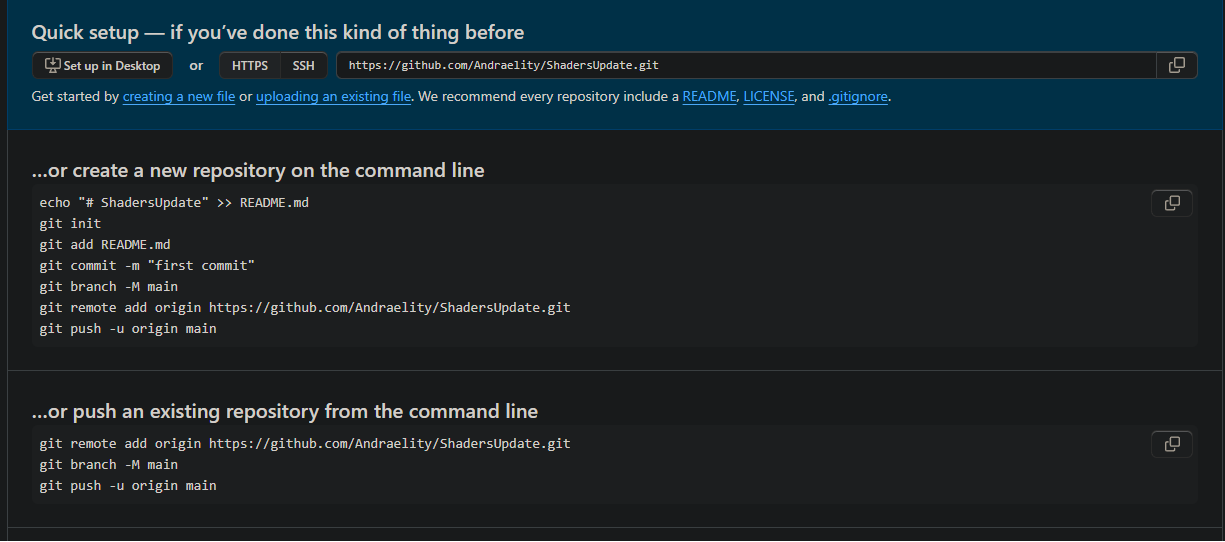 Quick setup — if you’ve done this kind of thing before
Set up in Desktop or HTTPS SSH https://github.com/Andraelity/ShadersUpdate.git
Get started by creating a new file or uploading an existing file. We recommend every repository include a README, LICENSE, and .gitignore.
…or create a new repository on the command line
echo "# ShadersUpdate" >> README.md
git init
git add README.md
git commit -m "first commit"
git branch -M main
git remote add origin https://github.com/Andraelity/ShadersUpdate.git
git push -u origin main
…or push an existing repository from the command line
git remote add origin https://github.com/Andraelity/ShadersUpdate.git
git branch -M main
git push -u origin main